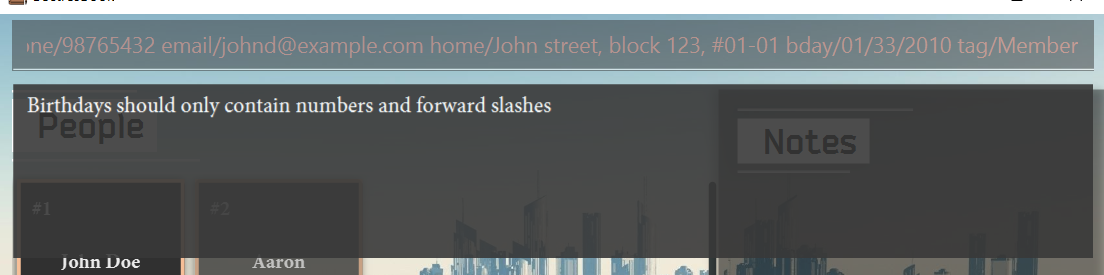 one/98765432 email/johnd@example.com home/John street, block 123, #01-01 bday/01/33/2010 tag/Member
Birthdays should only contain numbers and forward slashes
People
Notes
#1
#2
John Doe
Aaron